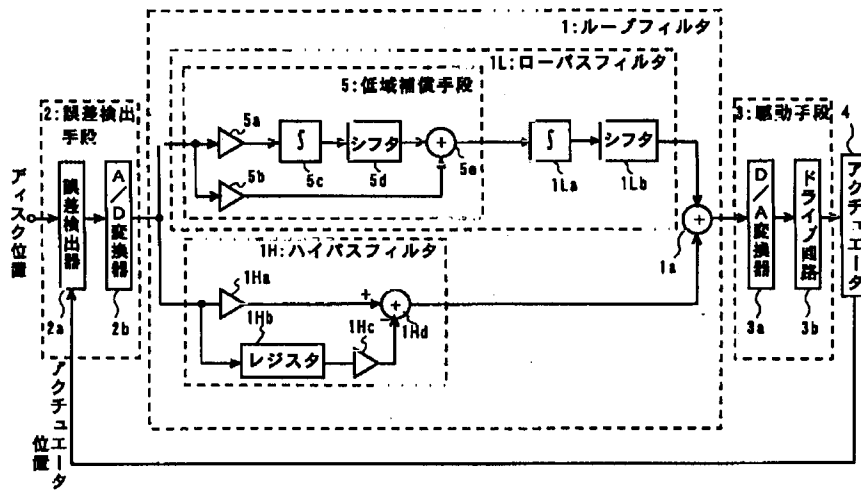 1:ループフィルタ
1L:ローパスフィルタ
5:低域補償手段
2:誤差検出
手段
3:駆動手段
4
5a
∫
シフタ
+
5e
∫
シフタ
5b
5c
5d
1La
1Lb
ディスク位置
誤差検出器
A/D変換器
+
1a
D/A変換器
ドライブ回路
アクチュエータ
1H:ハイパスフィルタ
1Ha
+
+
1Hb
−
1Hc
1Hd
レジスタ
2a
2b
3a
3b
アクチュエータ
位置